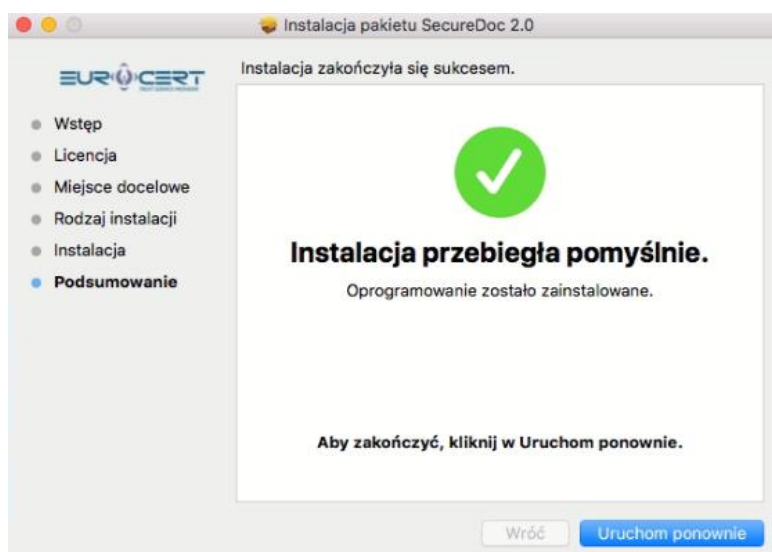 Instalacja pakietu SecureDoc 2.0
EUROCERT
Instalacja zakończyła się sukcesem.
Wstęp
Licencja
Miejsce docelowe
Rodzaj instalacji
Instalacja
Podsumowanie
Instalacja przebiegła pomyślnie.
Oprogramowanie zostało zainstalowane.
Aby zakończyć, kliknij w Uruchom ponownie.
Wróć
Uruchom ponownie